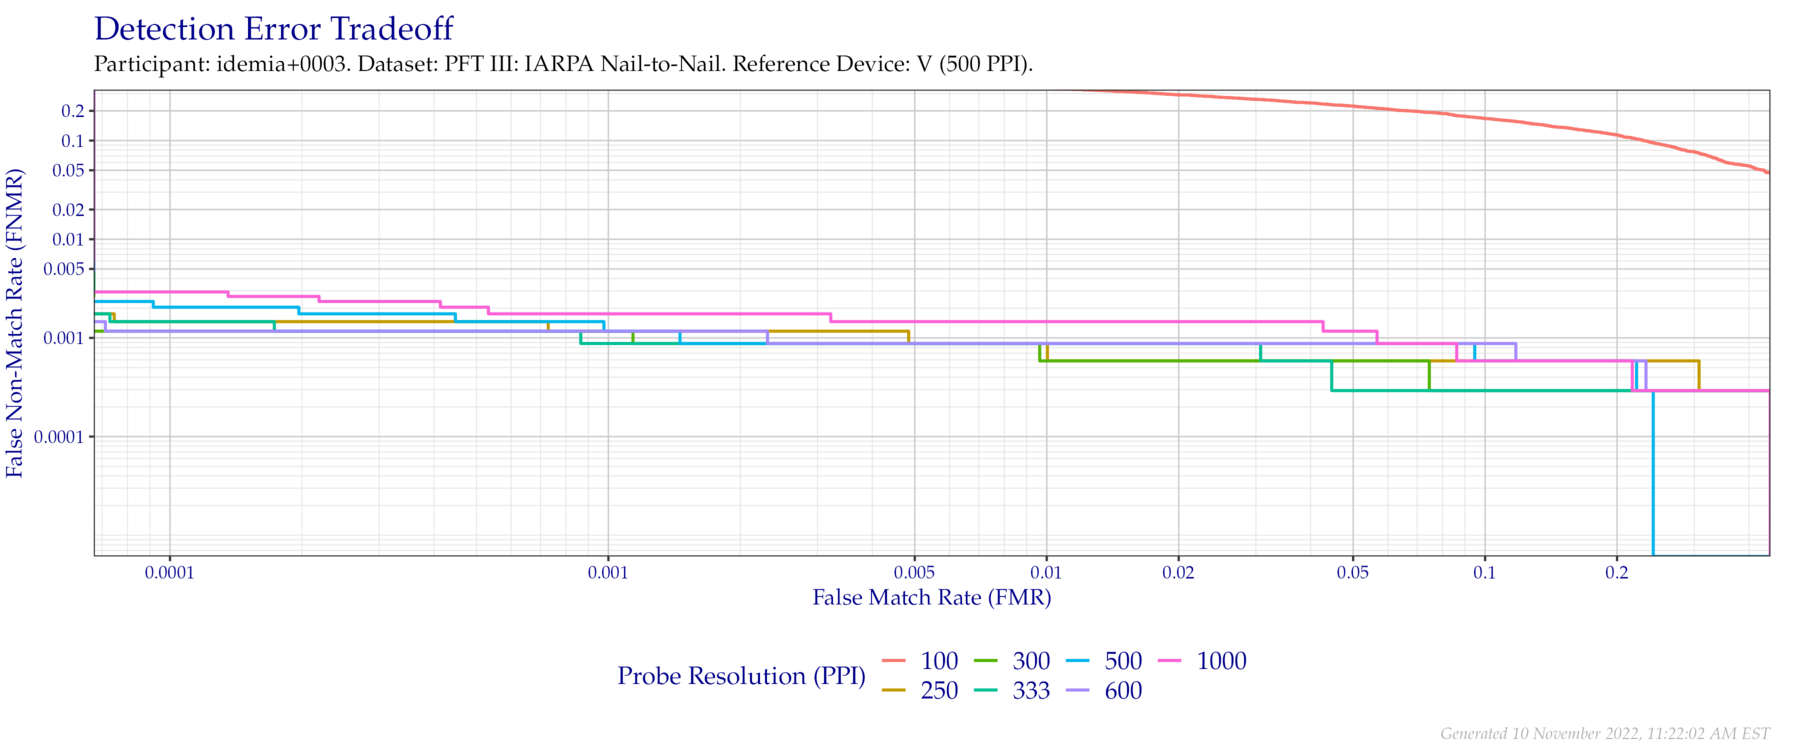 Detection Error Tradeoff
Participant: idemia+0003. Dataset: PFT III: IARPA Nail-to-Nail. Reference Device: V (500 PPI).
False Non-Match Rate (FNMR)
0.2
0.1
0.05
0.02
0.01
0.005
0.001
0.0001
0.0001 0.001 0.005 0.01 0.02 0.05 0.1 0.2
False Match Rate (FMR)
Probe Resolution (PPI)
100 300 500 1000
250 333 600
Generated 10 November 2022, 11:22:02 AM EST